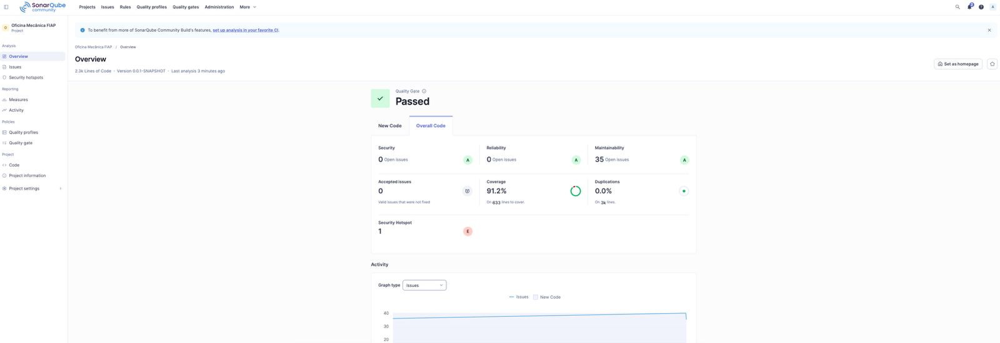 SonarQube community
Projects Issues Rules Quality profiles Quality gates Administration More
2
A
O
Oficina Mecânica FIAP
Project
Analysis
Overview
Issues
Security hotspots
Reporting
Measures
Activity
Policies
Quality profiles
Quality gate
Project
Code
Project information
Project settings
To benefit from more of SonarQube Community Build's features, set up analysis in your favorite CI.
Oficina Mecânica FIAP / Overview
Overview
2.3k Lines of Code · Version 0.0.1-SNAPSHOT · Last analysis 3 minutes ago
Set as homepage
Quality Gate
Passed
New Code Overall Code
Security
0 Open issues
A
Reliability
0 Open issues
A
Maintainability
35 Open issues
A
Accepted issues
0
Valid issues that were not fixed
Coverage
91.2%
On 633 lines to cover.
Duplications
0.0%
On 3k lines.
Security Hotspot
1
E
Activity
Graph type Issues
Issues New Code
40
30
20